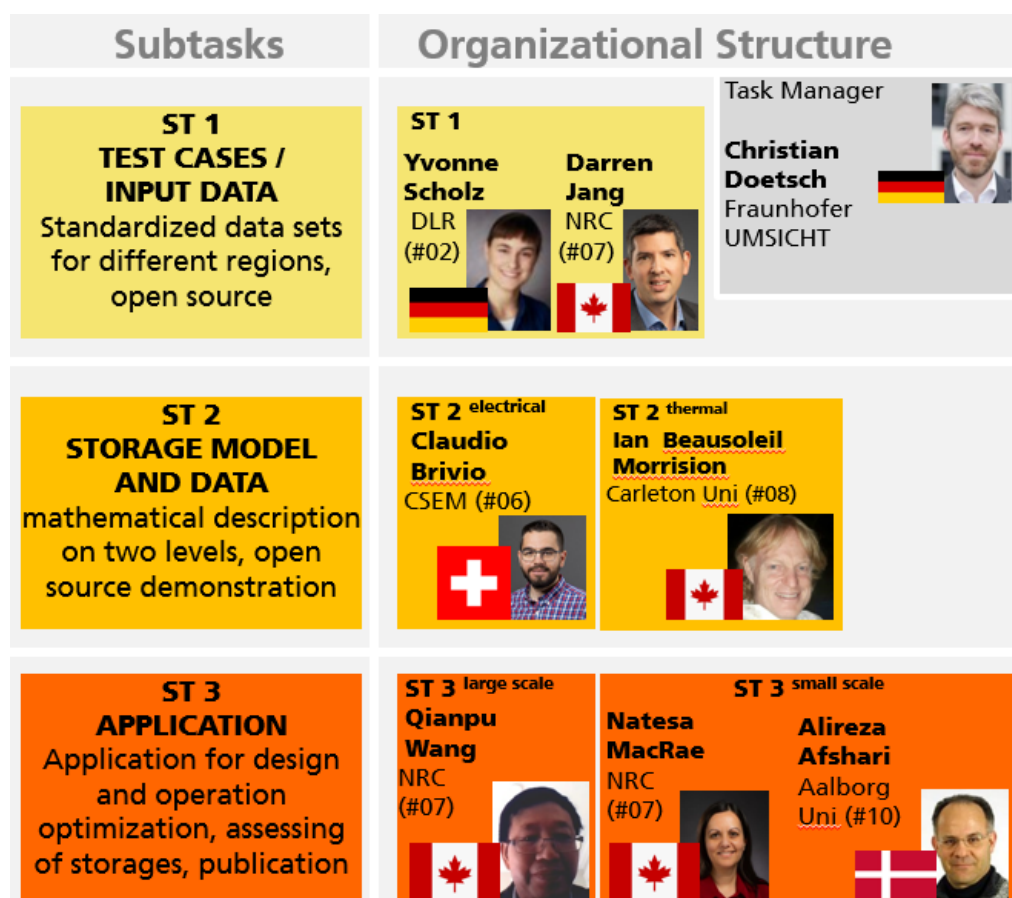 Subtasks
Organizational Structure
ST 1
TEST CASES /
INPUT DATA
Standardized data sets
for different regions,
open source
ST 1
Yvonne
Scholz
DLR
(#02)
Darren
Jang
NRC
(#07)
Task Manager
Christian
Doetsch
Fraunhofer
UMSICHT
ST 2
STORAGE MODEL
AND DATA
mathematical description
on two levels, open
source demonstration
ST 2 electrical
Claudio
Brivio
CSEM (#06)
ST 2 thermal
Ian Beausoleil
Morrision
Carleton Uni (#08)
ST 3
APPLICATION
Application for design
and operation
optimization, assessing
of storages, publication
ST 3 large scale
Qianpu
Wang
NRC
(#07)
ST 3 small scale
Natesa
MacRae
NRC
(#07)
Alireza
Afshari
Aalborg
Uni (#10)